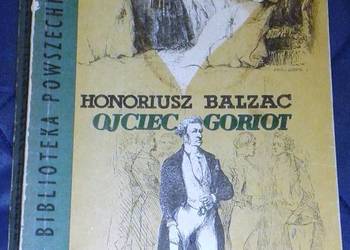 BIBLIOTEKA POWSZECH
HONORIUSZ BALZAC
OJCIEC GORIOT